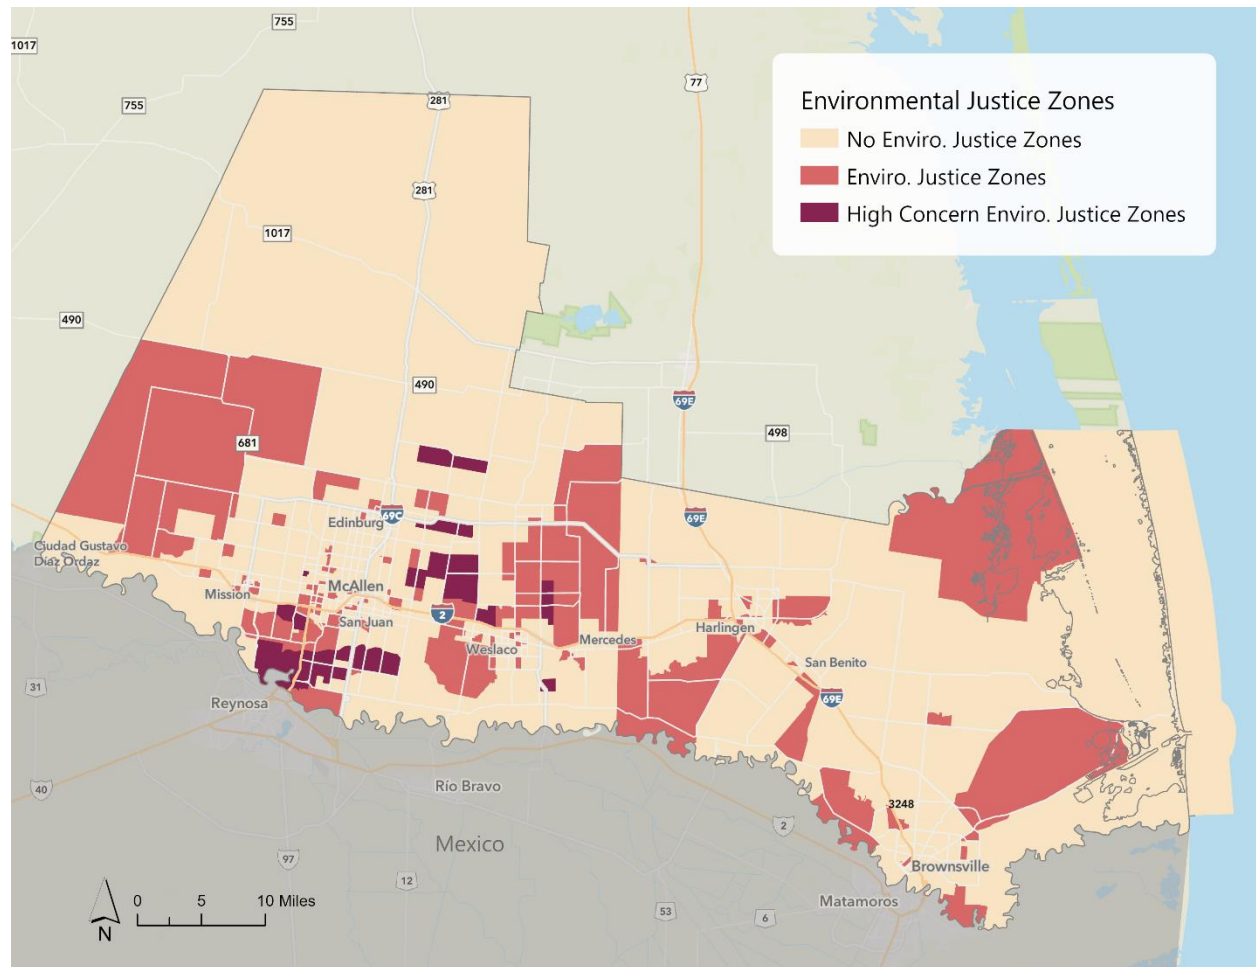 755
1017
77
281
755
Environmental Justice Zones
No Enviro. Justice Zones
Enviro. Justice Zones
High Concern Enviro. Justice Zones
281
1017
490
490
69E
498
681
69C
69E
Edinburg
Ciudad Gustavo
Díaz Ordaz
McAllen
Mission
2
San Juan
Harlingen
Mercedes
Weslaco
San Benito
31
69E
Reynosa
40
Río Bravo
3248
2
Mexico
97
Brownsville
12
0 5 10 Miles
Matamoros
53
6
N